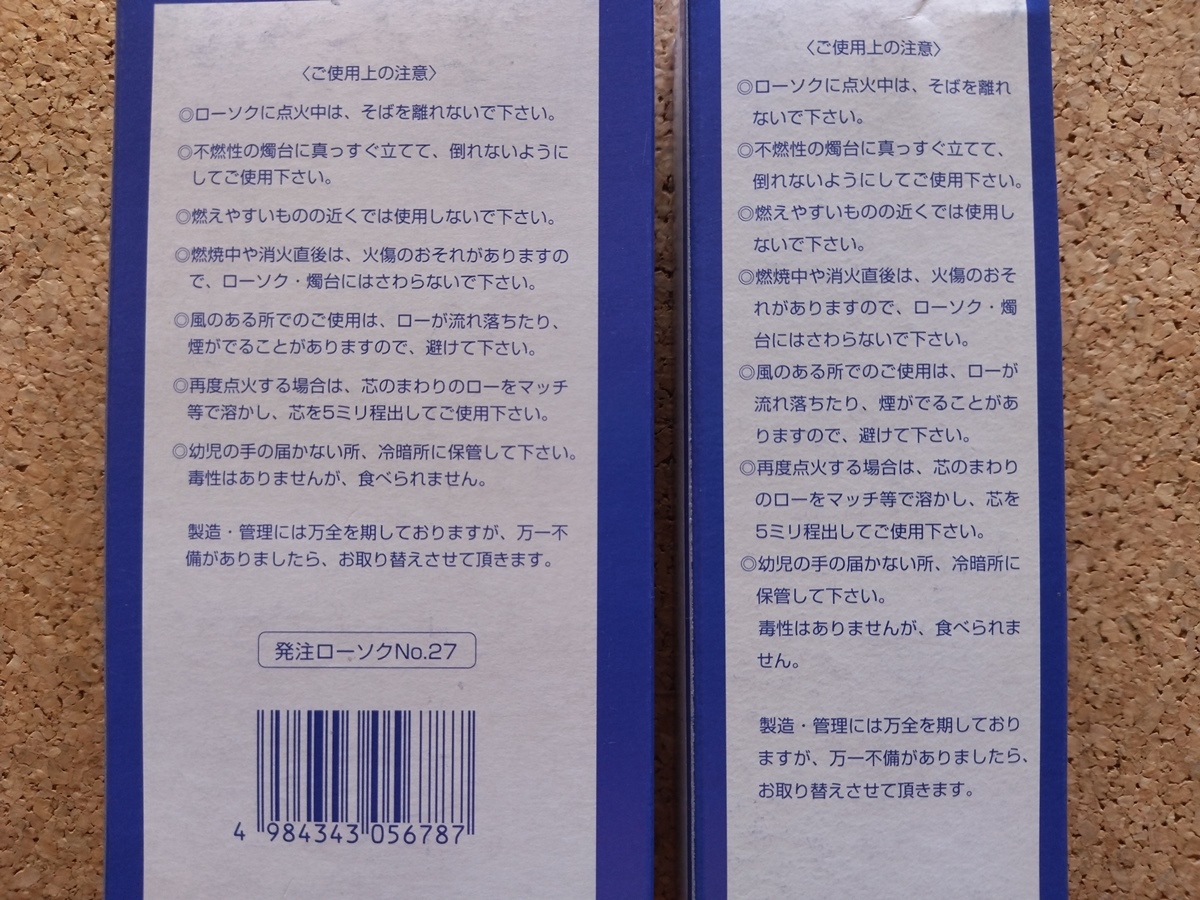 〈ご使用上の注意〉
◎ローソクに点火中は、そばを離れないで下さい。
◎不燃性の燭台に真っすぐ立てて、倒れないように
してご使用下さい。
◎燃えやすいものの近くでは使用しないで下さい。
◎燃焼中や消火直後は、火傷のおそれがありますの
で、ローソク・燭台にはさわらないで下さい。
◎風のある所でのご使用は、ローが流れ落ちたり、
煙がでることがありますので、避けて下さい。
◎再度点火する場合は、芯のまわりのローをマッチ
等で溶かし、芯を5ミリ程出してご使用下さい。
◎幼児の手の届かない所、冷暗所に保管して下さい。
毒性はありませんが、食べられません。
製造・管理には万全を期しておりますが、万一不
備がありましたら、お取り替えさせて頂きます。
発注ローソクNo.27
4 984343 056787
〈ご使用上の注意〉
◎ローソクに点火中は、そばを離れ
ないで下さい。
◎不燃性の燭台に真っすぐ立てて、
倒れないようにしてご使用下さい。
◎燃えやすいものの近くでは使用し
ないで下さい。
◎燃焼中や消火直後は、火傷のおそ
れがありますので、ローソク・燭
台にはさわらないで下さい。
◎風のある所でのご使用は、ローが
流れ落ちたり、煙がでることがあ
りますので、避けて下さい。
◎再度点火する場合は、芯のまわり
のローをマッチ等で溶かし、芯を
5ミリ程出してご使用下さい。
◎幼児の手の届かない所、冷暗所に
保管して下さい。
毒性はありませんが、食べられま
せん。
製造・管理には万全を期しており
ますが、万一不備がありましたら、
お取り替えさせて頂きます。